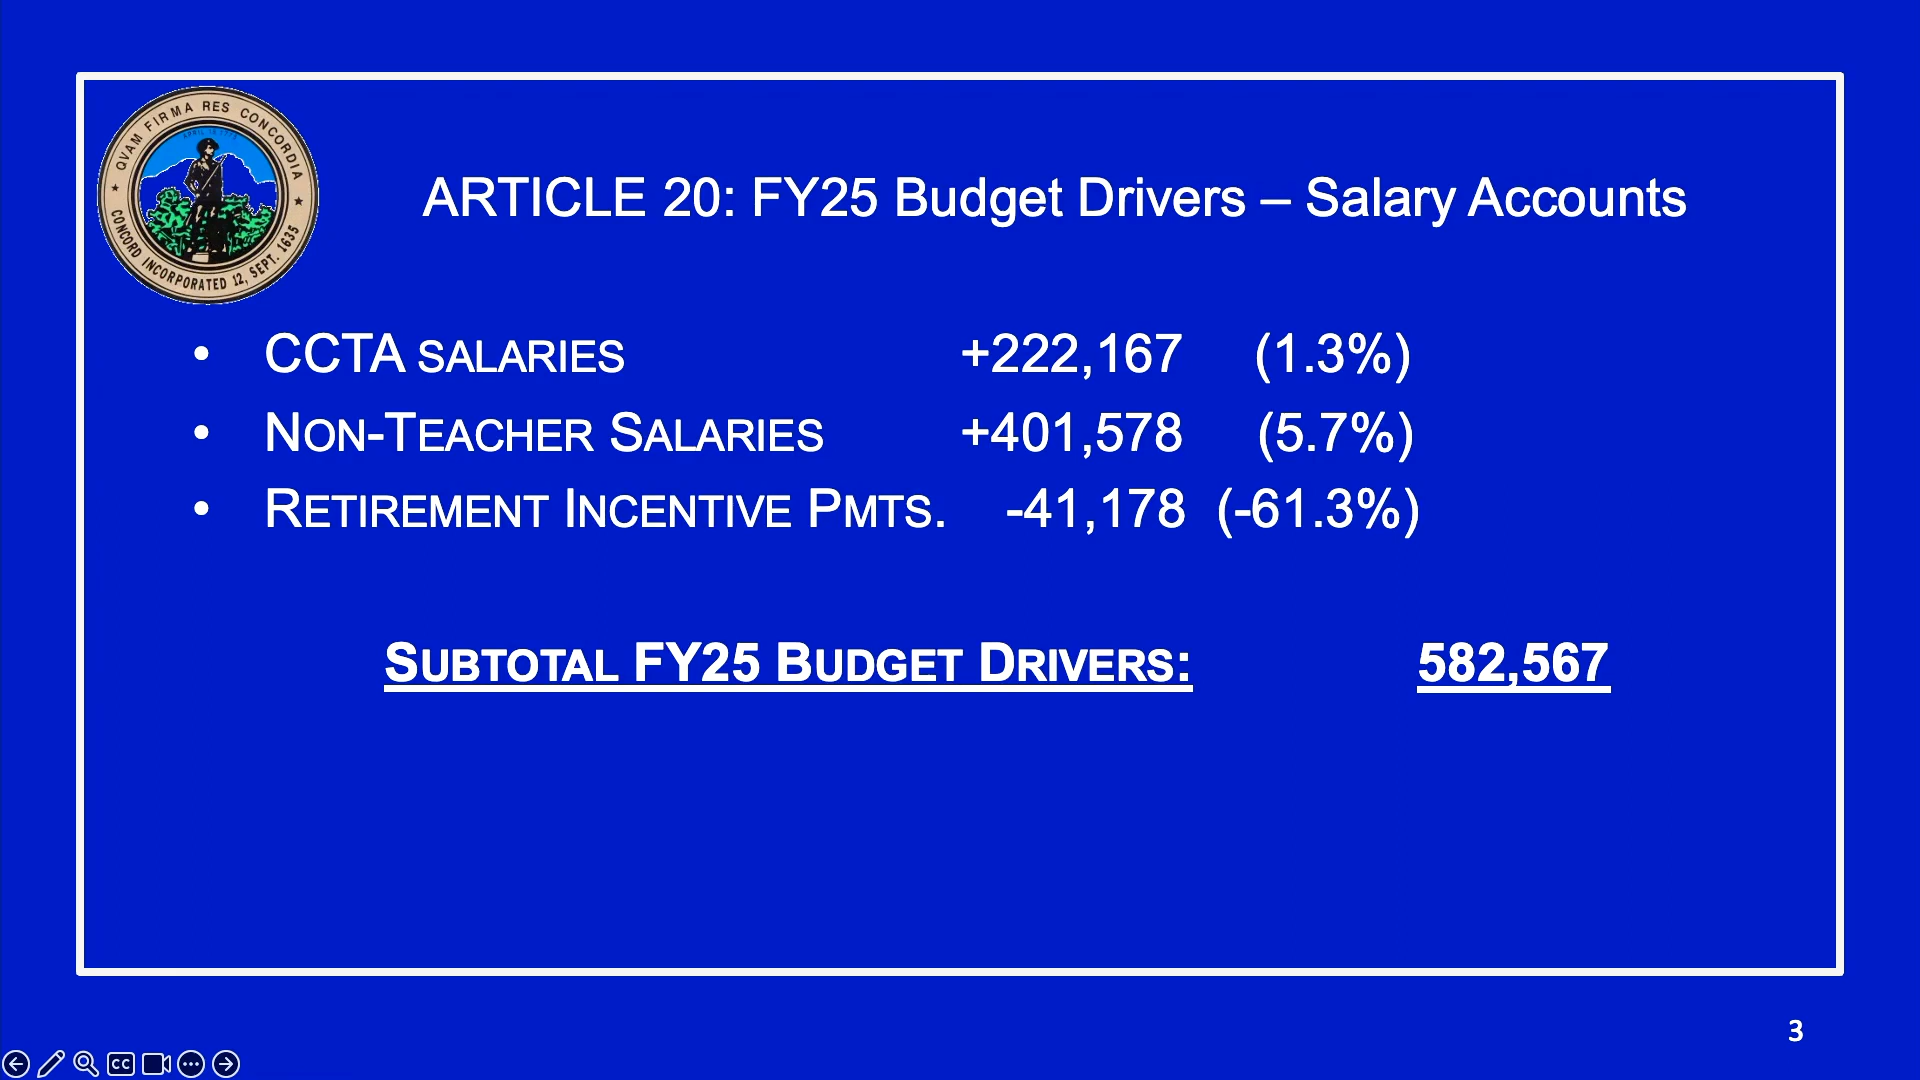 QVAM FIRMA RES CONCORDIA
CONCORD INCORPORATED 12, SEPT. 1635
ARTICLE 20: FY25 Budget Drivers – Salary Accounts
• CCTA SALARIES +222,167 (1.3%)
• NON-TEACHER SALARIES +401,578 (5.7%)
• RETIREMENT INCENTIVE PMTS. -41,178 (-61.3%)
SUBTOTAL FY25 BUDGET DRIVERS: 582,567
3
CC